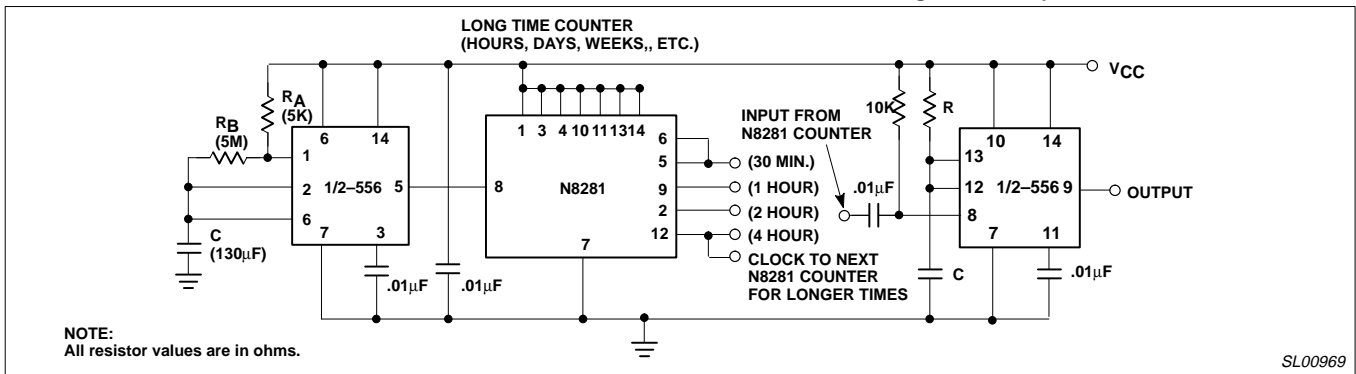 LONG TIME COUNTER
(HOURS, DAYS, WEEKS,, ETC.)
VCC
RA
(5K)
RB
(5M)
6 14
1
2
6
7 3
5
1/2–556
C
(130µF)
.01µF
.01µF
1 3 4 10 11 13 14
8
N8281
7
6
5
9
2
12
(30 MIN.)
(1 HOUR)
(2 HOUR)
(4 HOUR)
CLOCK TO NEXT
N8281 COUNTER
FOR LONGER TIMES
INPUT FROM
N8281 COUNTER
.01µF
10K
R
10 14
13
12
8
7 11
9
1/2–556
OUTPUT
C
.01µF
NOTE:
All resistor values are in ohms.
SL00969